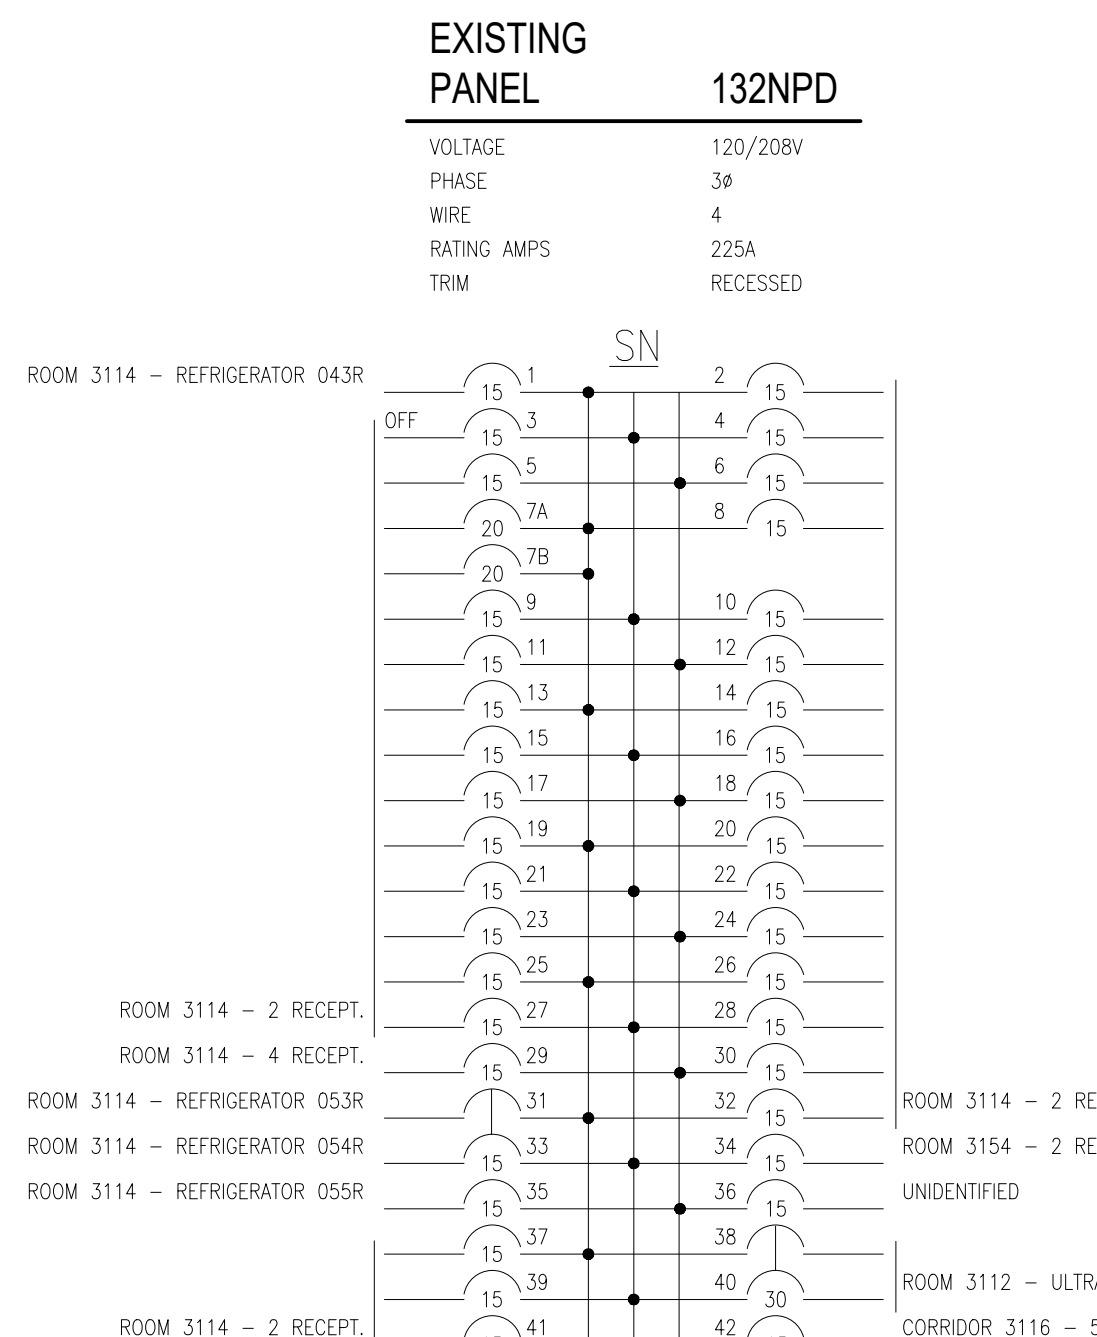 EXISTING
PANEL 132NPD
VOLTAGE 120/208V
PHASE 3ø
WIRE 4
RATING AMPS 225A
TRIM RECESSED
SN
ROOM 3114 – REFRIGERATOR 043R 15 1 2 15
OFF 15 3 4 15
15 5 6 15
20 7A 8 15
20 7B
15 9 10 15
15 11 12 15
15 13 14 15
15 15 16 15
15 17 18 15
15 19 20 15
15 21 22 15
15 23 24 15
15 25 26 15
ROOM 3114 – 2 RECEPT. 15 27 28 15
ROOM 3114 – 4 RECEPT. 15 29 30 15
ROOM 3114 – REFRIGERATOR 053R 31 32 15 ROOM 3114 – 2 RE
ROOM 3114 – REFRIGERATOR 054R 15 33 34 15 ROOM 3154 – 2 RE
ROOM 3114 – REFRIGERATOR 055R 15 35 36 15 UNIDENTIFIED
15 37 38
15 39 40 30 ROOM 3112 – ULTRA
ROOM 3114 – 2 RECEPT. 41 42 CORRIDOR 3116 – 5